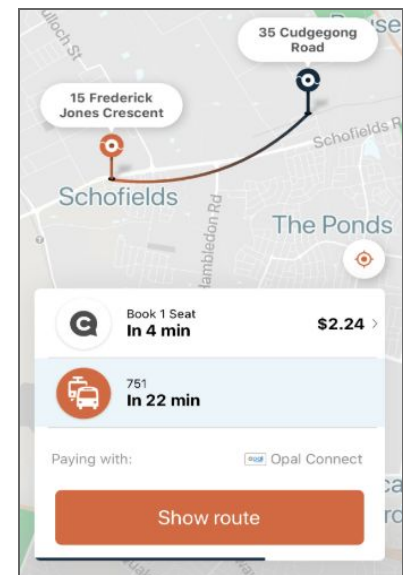 35 Cudgegong
Road
15 Frederick
Jones Crescent
Schofields R
Schofields
Hambledon Rd
The Ponds
Book 1 Seat
In 4 min
$2.24
751
In 22 min
Paying with:
Opal Connect
Show route